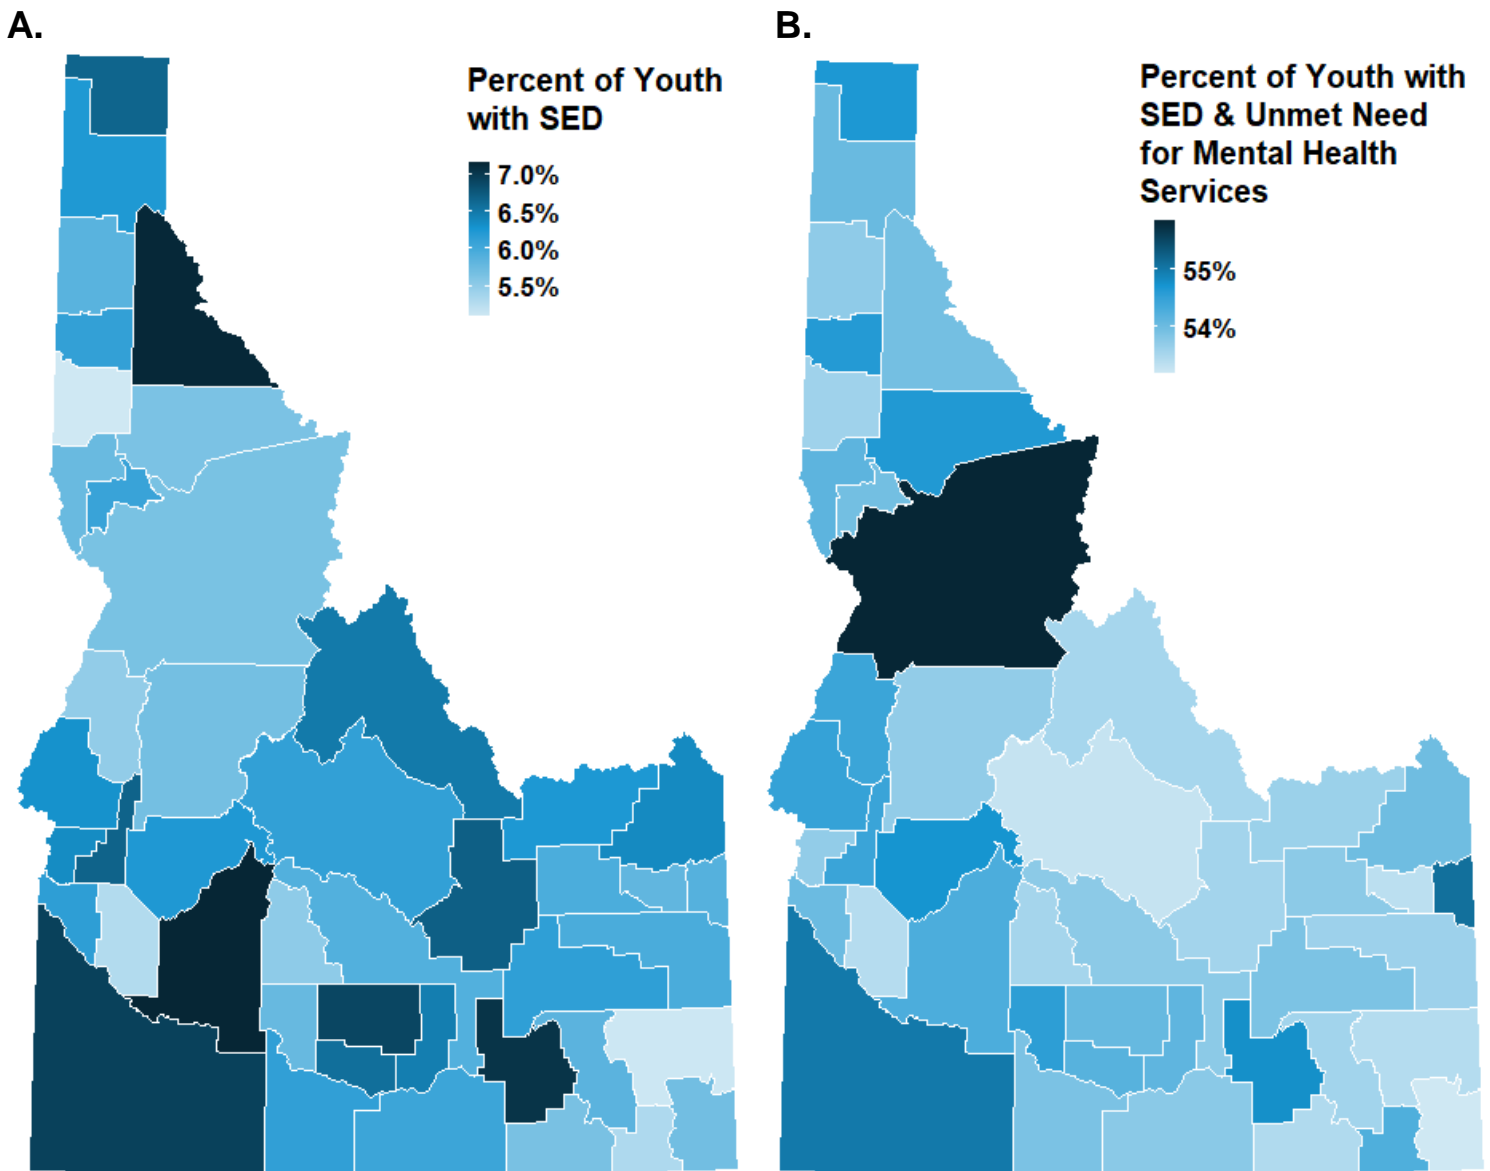 A.
Percent of Youth
with SED
7.0%
6.5%
6.0%
5.5%
B.
Percent of Youth with
SED & Unmet Need
for Mental Health
Services
55%
54%